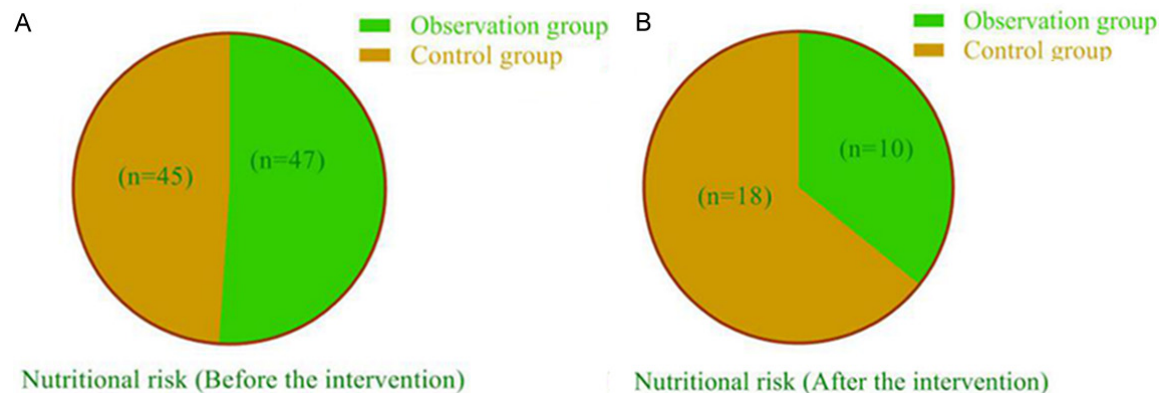 A
Observation group
Control group
(n=45)
(n=47)
Nutritional risk (Before the intervention)
B
Observation group
Control group
(n=10)
(n=18)
Nutritional risk (After the intervention)